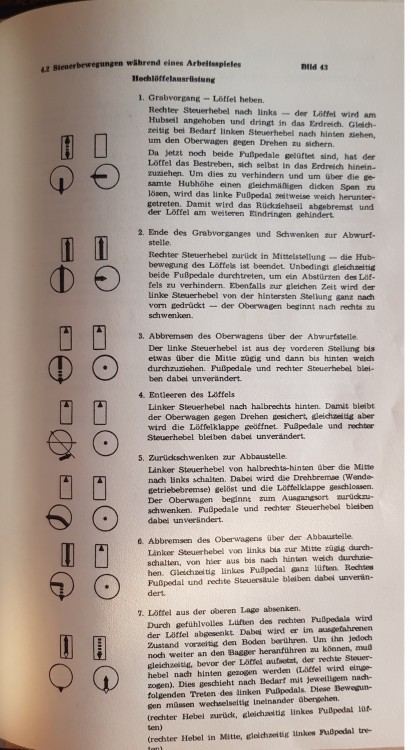 4.2 Steuerbewegungen während eines Arbeitsspieles
Bild 43
Hochlöffelausrüstung
1. Grabvorgang — Löffel heben.
Rechter Steuerhebel nach links — der Löffel wird am
Hubseil angehoben und dringt in das Erdreich. Gleich-
zeitig bei Bedarf linken Steuerhebel nach hinten ziehen,
um den Oberwagen gegen Drehen zu sichern.
Da jetzt noch beide Fußpedale gelüftet sind, hat der
Löffel das Bestreben, sich selbst in das Erdreich hinein-
zuziehen. Um dies zu verhindern und um über die ge-
samte Hubhöhe einen gleichmäßigen dicken Span zu
lösen, wird das linke Fußpedal zeitweise weich herunter-
getreten. Damit wird das Rückziehseil abgebremst und
der Löffel am weiteren Eindringen gehindert.
2. Ende des Grabvorganges und Schwenken zur Abwurf-
stelle.
Rechter Steuerhebel zurück in Mittelstellung — die Hub-
bewegung des Löffels ist beendet. Unbedingt gleichzeitig
beide Fußpedale durchtreten, um ein Abstürzen des Löf-
fels zu verhindern. Ebenfalls zur gleichen Zeit wird der
linke Steuerhebel von der hintersten Stellung ganz nach
vorn gedrückt — der Oberwagen beginnt nach rechts zu
schwenken.
3. Abbremsen des Oberwagens über der Abwurfstelle.
Der linke Steuerhebel ist aus der vorderen Stellung bis
etwas über die Mitte zügig und dann bis hinten weich
durchzuziehen. Fußpedale und rechter Steuerhebel blei-
ben dabei unverändert.
4. Entleeren des Löffels
Linker Steuerhebel nach halbrechts hinten. Damit bleibt
der Oberwagen gegen Drehen gesichert, gleichzeitig aber
wird die Löffelklappe geöffnet. Fußpedale und rechter
Steuerhebel bleiben dabei unverändert.
5. Zurückschwenken zur Abbaustelle.
Linker Steuerhebel von halbrechts-hinten über die Mitte
nach links schalten. Dabei wird die Drehbremse (Wende-
getriebebremse) gelöst und die Löffelklappe geschlossen.
Der Oberwagen beginnt zum Ausgangsort zurückzu-
schwenken. Fußpedale und rechter Steuerhebel bleiben
dabei unverändert.
6. Abbremsen des Oberwagens über der Abbaustelle.
Linker Steuerhebel von links bis zur Mitte zügig durch-
schalten, von hier aus bis nach hinten weich durchzie-
hen. Gleichzeitig linkes Fußpedal ganz lüften. Rechtes
Fußpedal und rechte Steuersäule bleiben dabei unverän-
dert.
7. Löffel aus der oberen Lage absenken.
Durch gefühlvolles Lüften des rechten Fußpedals wird
der Löffel abgesenkt. Dabei wird er im ausgefahrenen
Zustand vorzeitig den Boden berühren. Um ihn jedoch
noch weiter an den Bagger heranführen zu können, muß
gleichzeitig, bevor der Löffel aufsetzt, der rechte Steuer-
hebel nach hinten gezogen werden (Löffel wird einge-
zogen). Dies geschieht nach Bedarf mit jeweiligem nach-
folgenden Treten des linken Fußpedals. Diese Bewegun-
gen müssen wechselseitig ineinander übergehen.
(rechter Hebel zurück, gleichzeitig linkes Fußpedal lüf-
ten)
(rechter Hebel in Mitte, gleichzeitig linkes Fußpedal tre-
ten)